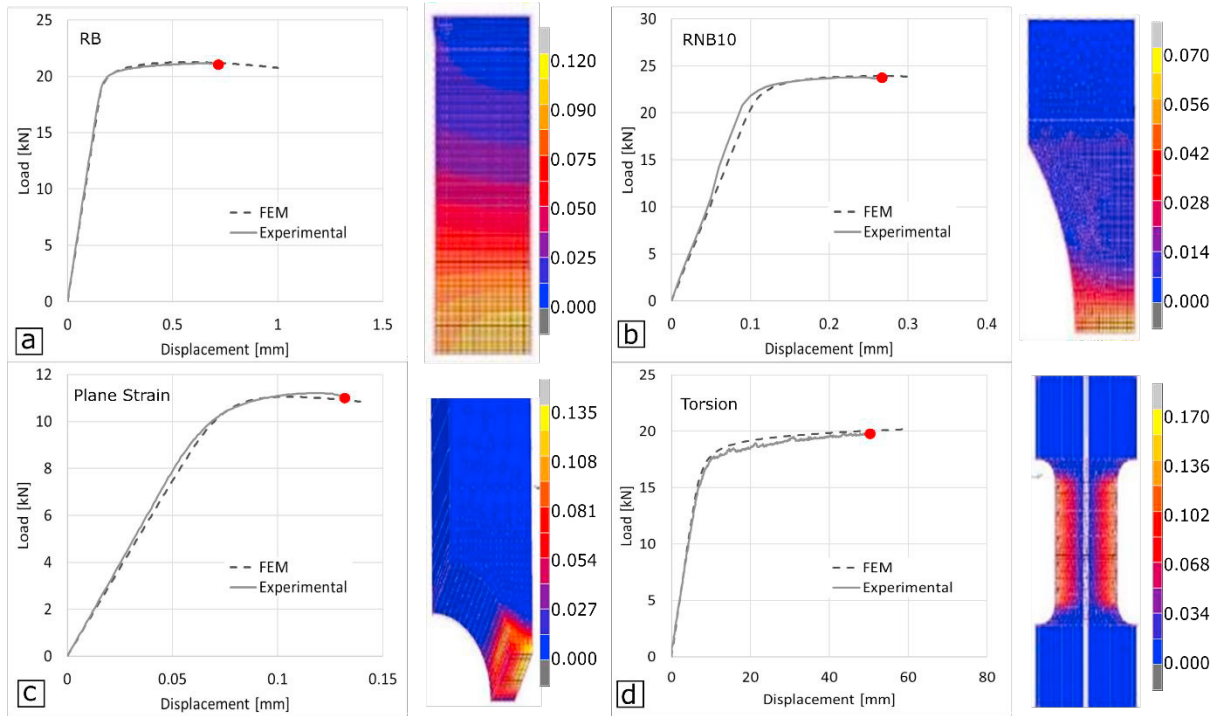 RB
Load [kN]
25
20
15
10
5
0
0 0.5 1 1.5
Displacement [mm]
FEM
Experimental
a
0.120
0.090
0.075
0.050
0.025
0.000
RNB10
Load [kN]
30
25
20
15
10
5
0
0 0.1 0.2 0.3 0.4
Displacement [mm]
FEM
Experimental
b
0.070
0.056
0.042
0.028
0.014
0.000
Plane Strain
Load [kN]
12
10
8
6
4
2
0
0 0.05 0.1 0.15
Displacement [mm]
FEM
Experimental
c
0.135
0.108
0.081
0.054
0.027
0.000
Torsion
Load [kN]
25
20
15
10
5
0
0 20 40 60 80
Displacement [mm]
FEM
Experimental
d
0.170
0.136
0.102
0.068
0.034
0.000